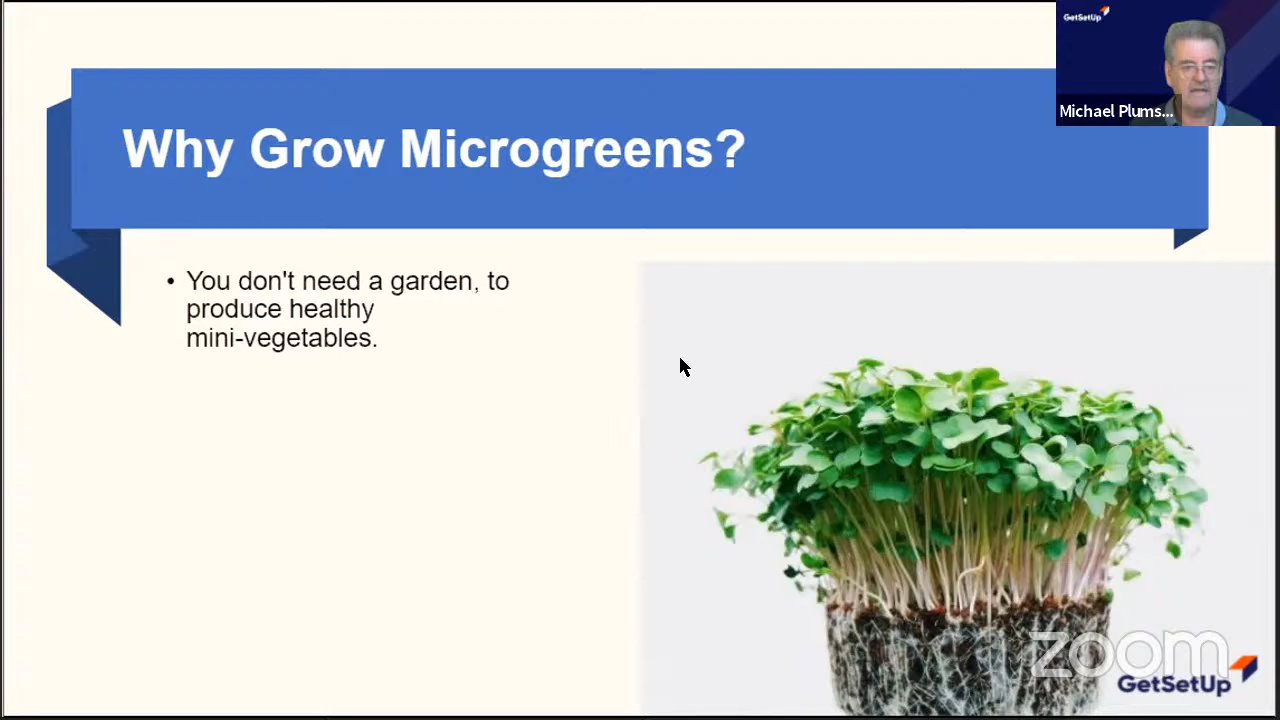 GetSetUp
Michael Plums...
Why Grow Microgreens?
• You don't need a garden, to
produce healthy
mini-vegetables.
zoom
GetSetUp